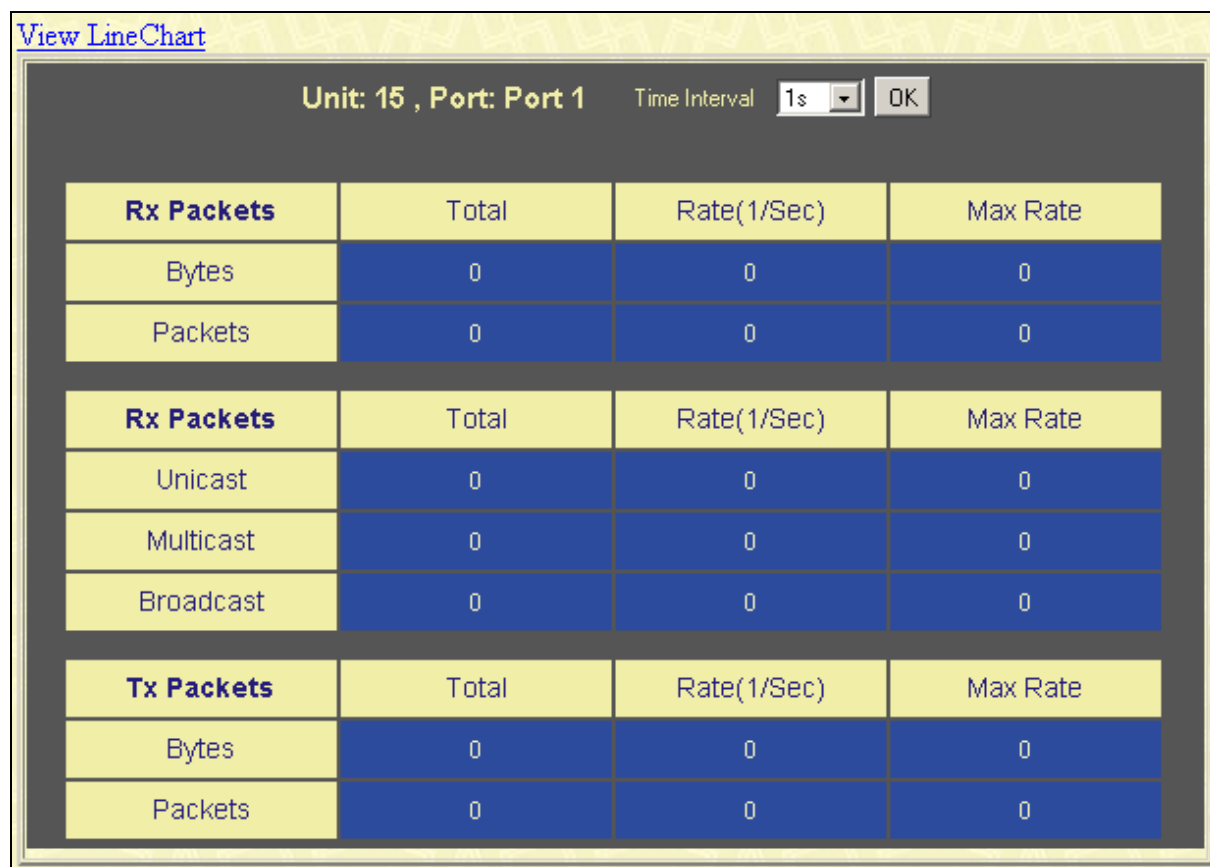 View LineChart
Unit: 15 , Port: Port 1 Time Interval 1s OK
Rx Packets Total Rate(1/Sec) Max Rate
Bytes 0 0 0
Packets 0 0 0
Rx Packets Total Rate(1/Sec) Max Rate
Unicast 0 0 0
Multicast 0 0 0
Broadcast 0 0 0
Tx Packets Total Rate(1/Sec) Max Rate
Bytes 0 0 0
Packets 0 0 0